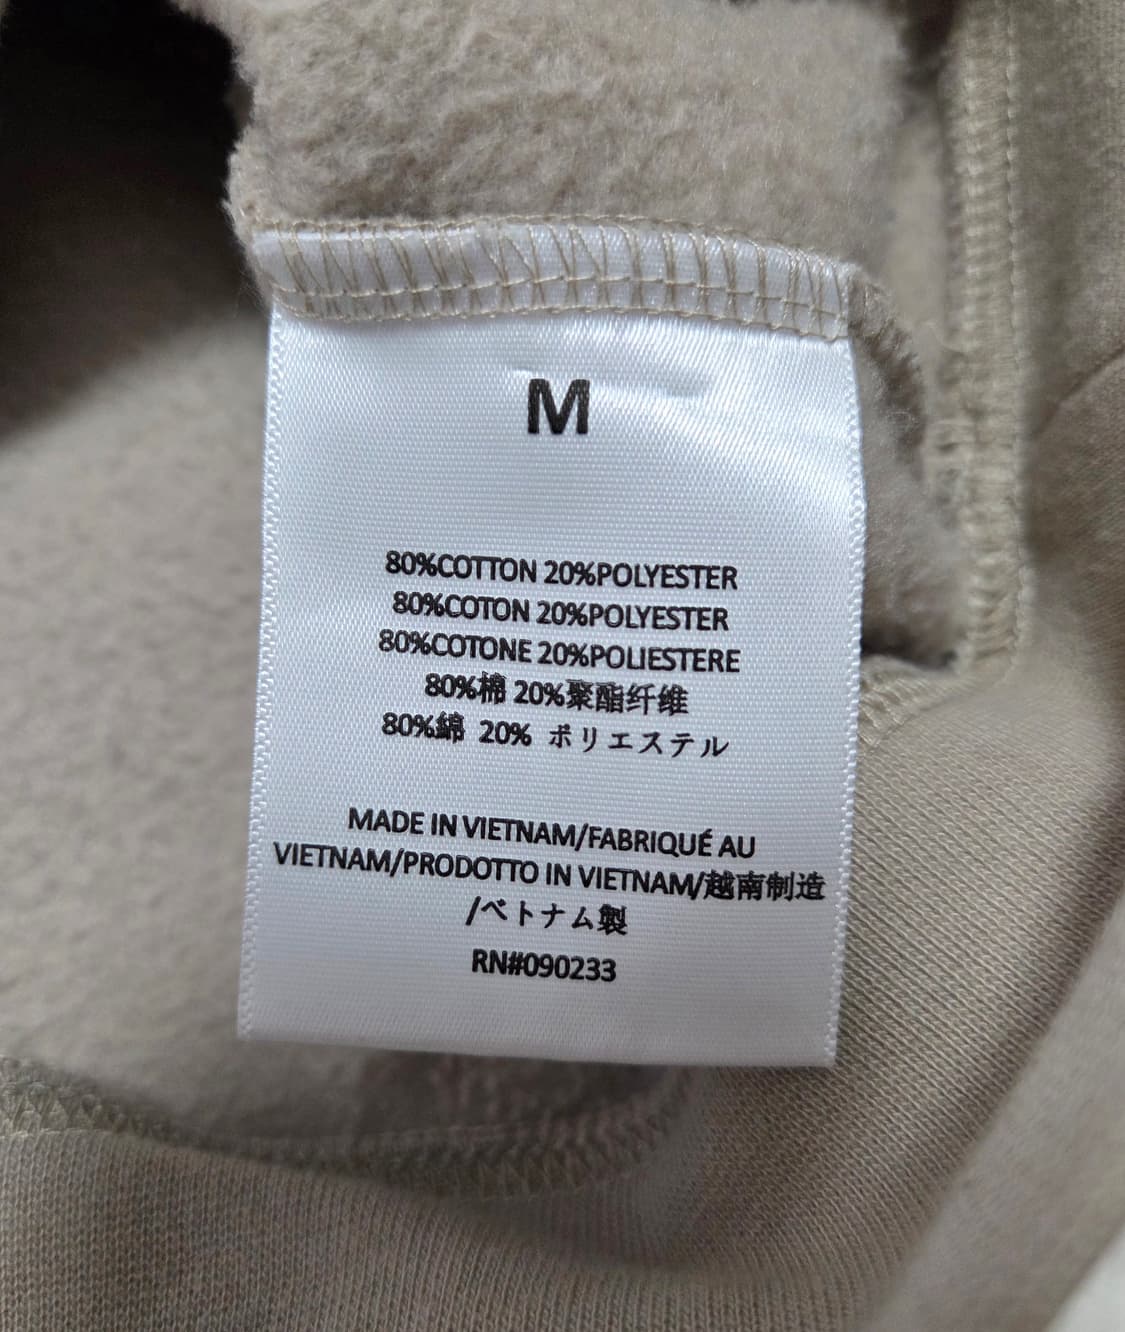 M
80%COTTON 20%POLYESTER
80%COTON 20%POLYESTER
80%COTONE 20%POLIESTERE
80%棉 20%聚酯纤维
80%綿 20% ポリエステル
MADE IN VIETNAM/FABRIQUÉ AU
VIETNAM/PRODOTTO IN VIETNAM/越南制造
/ベトナム製
RN#090233